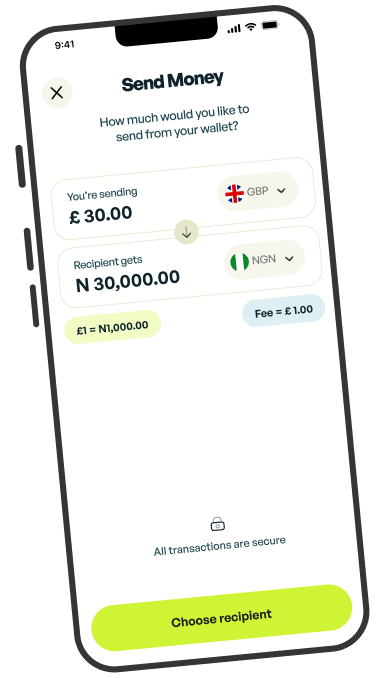 9:41
Send Money
How much would you like to
send from your wallet?
You're sending
£ 30.00
GBP
Recipient gets
N 30,000.00
NGN
£1 = N1,000.00
Fee = £ 1.00
All transactions are secure
Choose recipient